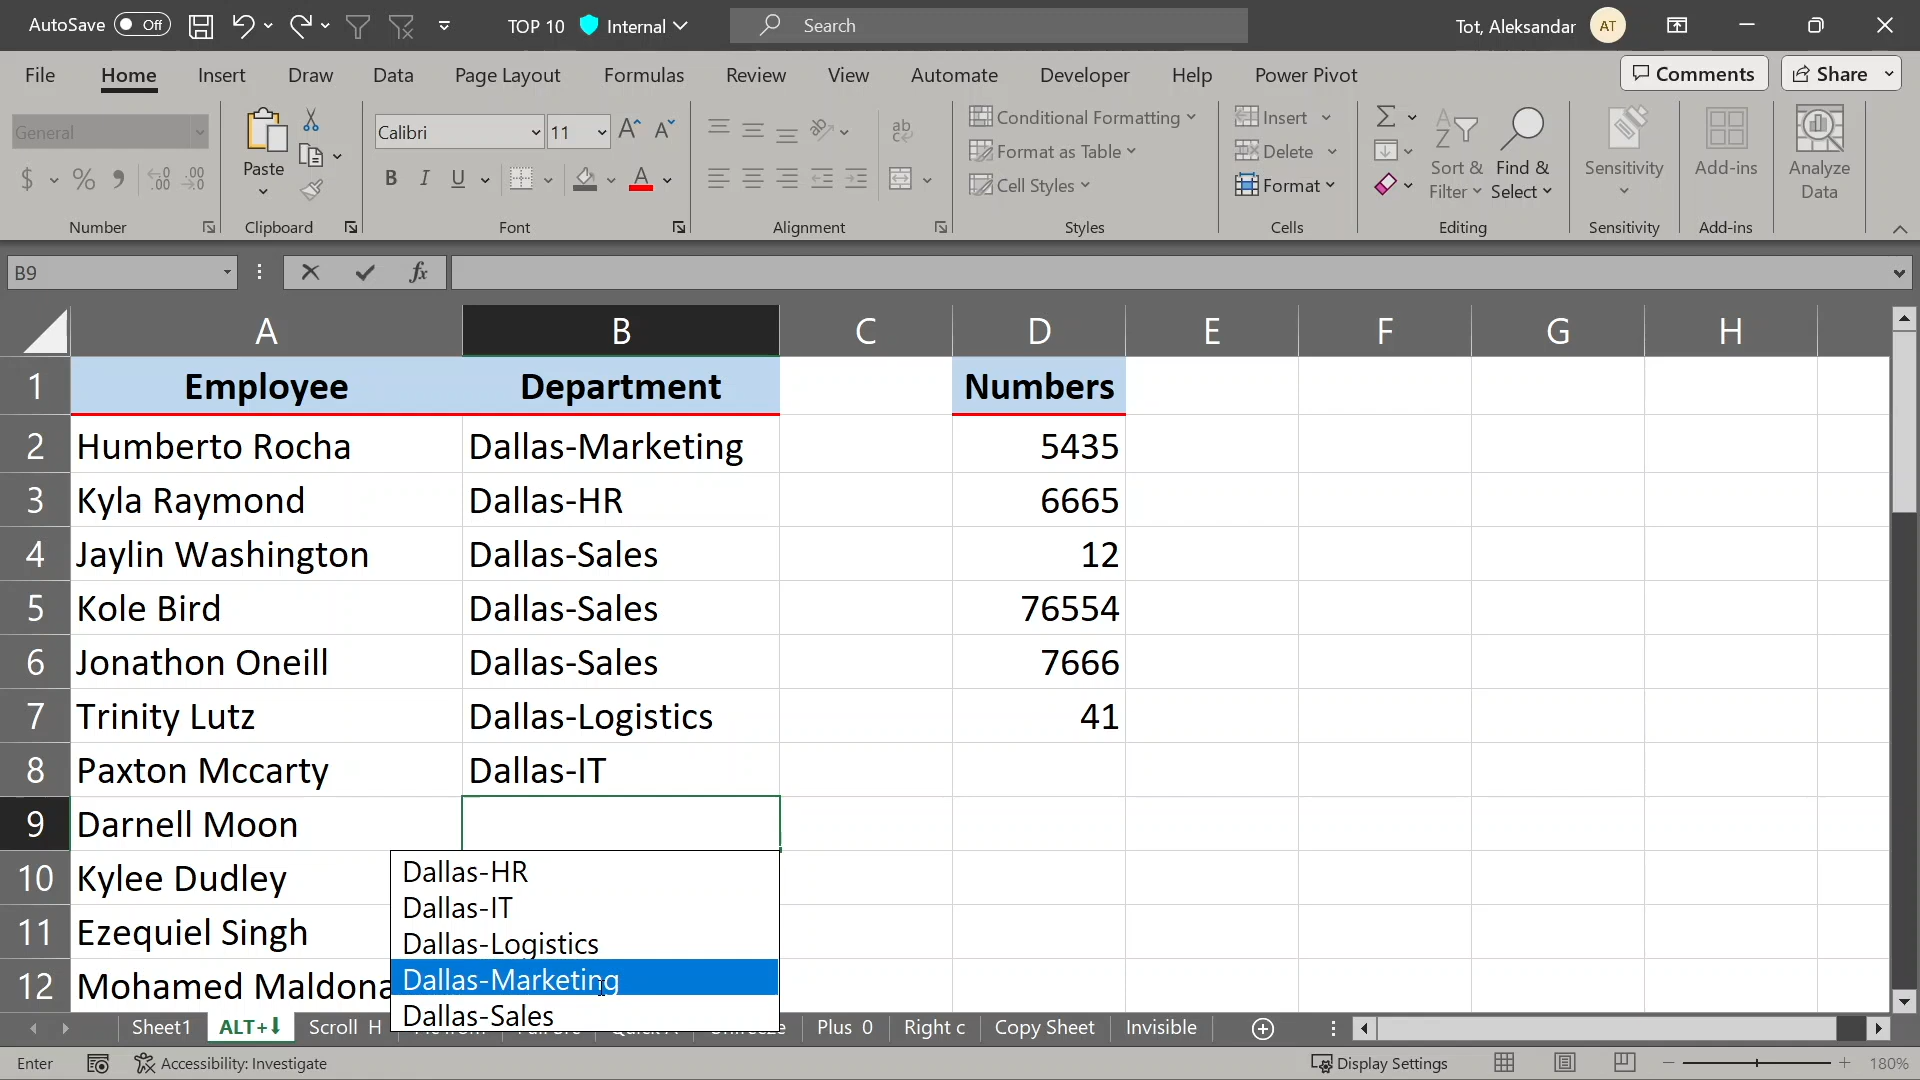 AutoSave Off TOP 10 Internal Search Tot, Aleksandar AT
File Home Insert Draw Data Page Layout Formulas Review View Automate Developer Help Power Pivot Comments Share
General Paste Calibri 11 Conditional Formatting Insert Sort & Filter Find & Select Sensitivity Add-ins Analyze Data
$ % B I U A ab Format as Table Delete
Cell Styles Format
Number Clipboard Font Alignment Styles Cells Editing Sensitivity Add-ins
B9 fx
A B C D E F G H
1 Employee Department Numbers
2 Humberto Rocha Dallas-Marketing 5435
3 Kyla Raymond Dallas-HR 6665
4 Jaylin Washington Dallas-Sales 12
5 Kole Bird Dallas-Sales 76554
6 Jonathon Oneill Dallas-Sales 7666
7 Trinity Lutz Dallas-Logistics 41
8 Paxton Mccarty Dallas-IT
9 Darnell Moon
10 Kylee Dudley
11 Ezequiel Singh
12 Mohamed Maldona
Dallas-HR
Dallas-IT
Dallas-Logistics
Dallas-Marketing
Dallas-Sales
Sheet1 ALT+⬇ Scroll H Plus 0 Right c Copy Sheet Invisible
Enter Accessibility: Investigate Display Settings 180%